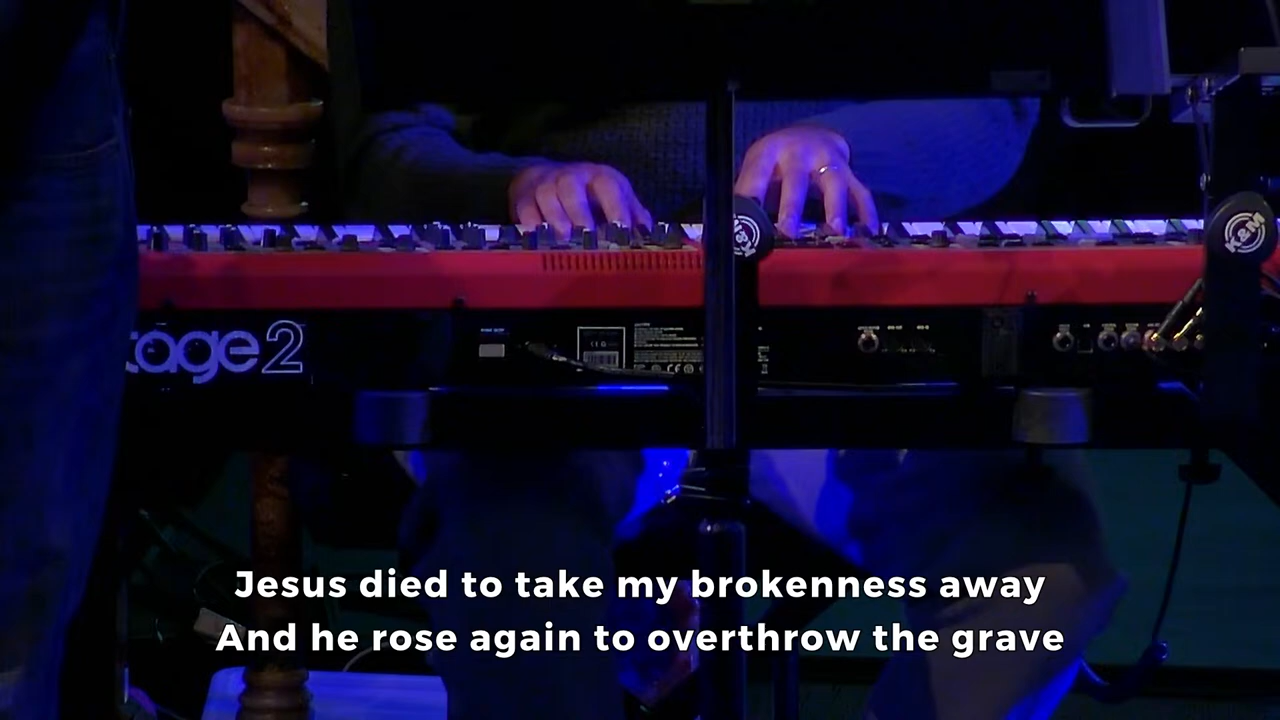 K&M
K&M
tage2
Jesus died to take my brokenness away
And he rose again to overthrow the grave